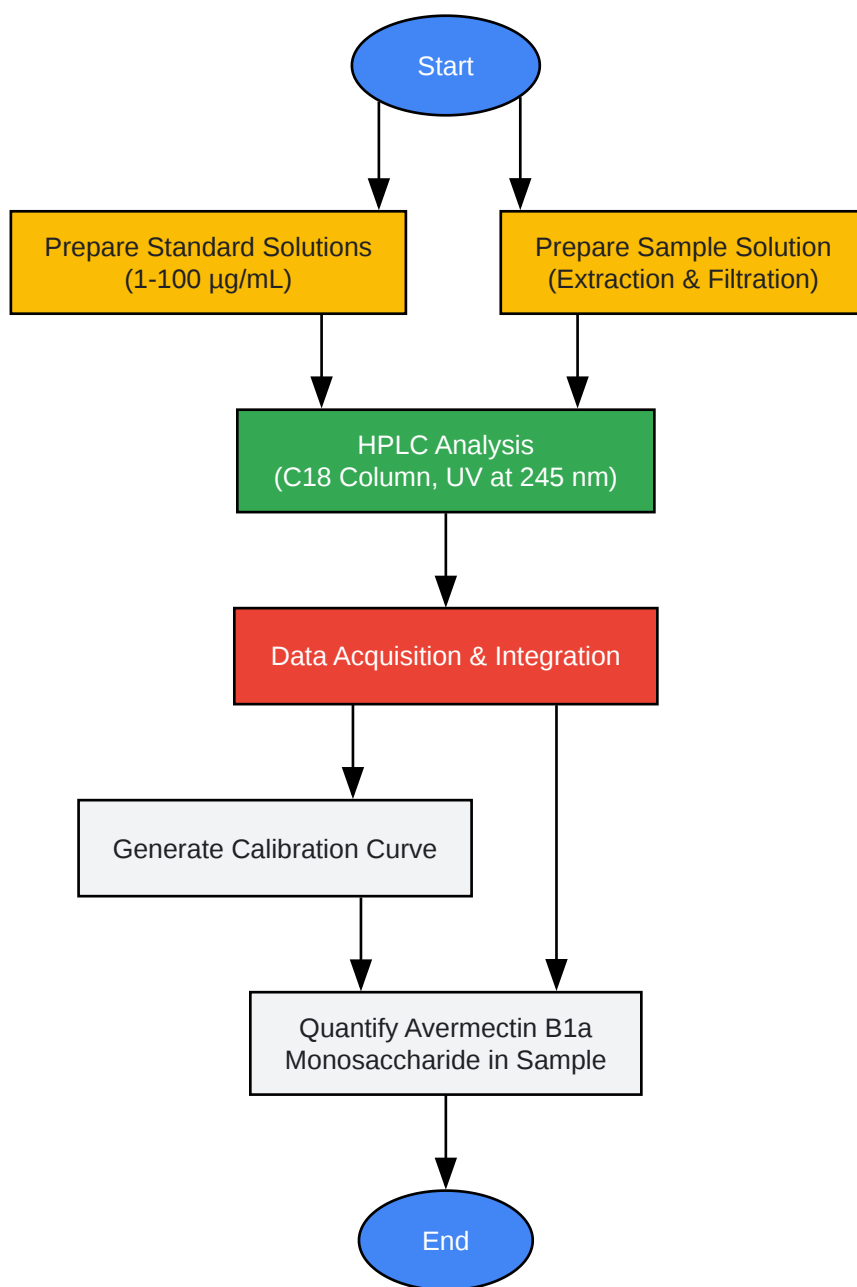 Start
Prepare Standard Solutions
(1-100 µg/mL)
Prepare Sample Solution
(Extraction & Filtration)
HPLC Analysis
(C18 Column, UV at 245 nm)
Data Acquisition & Integration
Generate Calibration Curve
Quantify Avermectin B1a
Monosaccharide in Sample
End